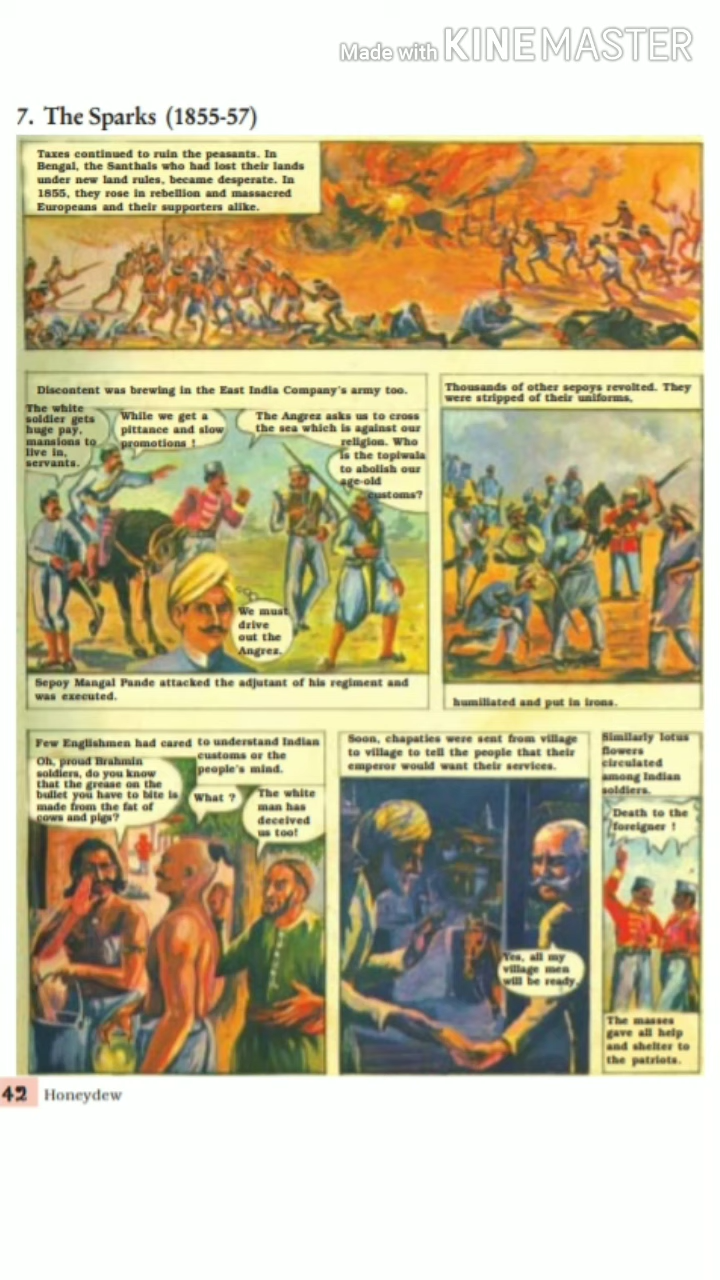 Made with KINEMASTER
7. The Sparks (1855-57)
Taxes continued to ruin the peasants. In
Bengal, the Santhals who had lost their lands
under new land rules, became desperate. In
1855, they rose in rebellion and massacred
Europeans and their supporters alike.
Discontent was brewing in the East India Company's army too.
The white
soldier gets
huge pay,
mansions to
live in,
servants.
While we get a
pittance and slow
promotions !
The Angrez asks us to cross
the sea which is against our
religion. Who
is the topiwala
to abolish our
age-old
customs?
We must
drive
out the
Angrez.
Sepoy Mangal Pande attacked the adjutant of his regiment and
was executed.
Thousands of other sepoys revolted. They
were stripped of their uniforms,
humiliated and put in irons.
Few Englishmen had cared to understand Indian
customs or the
people's mind.
Oh, proud Brahmin
soldiers, do you know
that the grease on the
bullet you have to bite is
made from the fat of
cows and pigs?
What ?
The white
man has
deceived
us too!
Soon, chapaties were sent from village
to village to tell the people that their
emperor would want their services.
Yes, all my
village men
will be ready.
Similarly lotus
flowers
circulated
among Indian
soldiers.
Death to the
foreigner !
The masses
gave all help
and shelter to
the patriots.
42 Honeydew